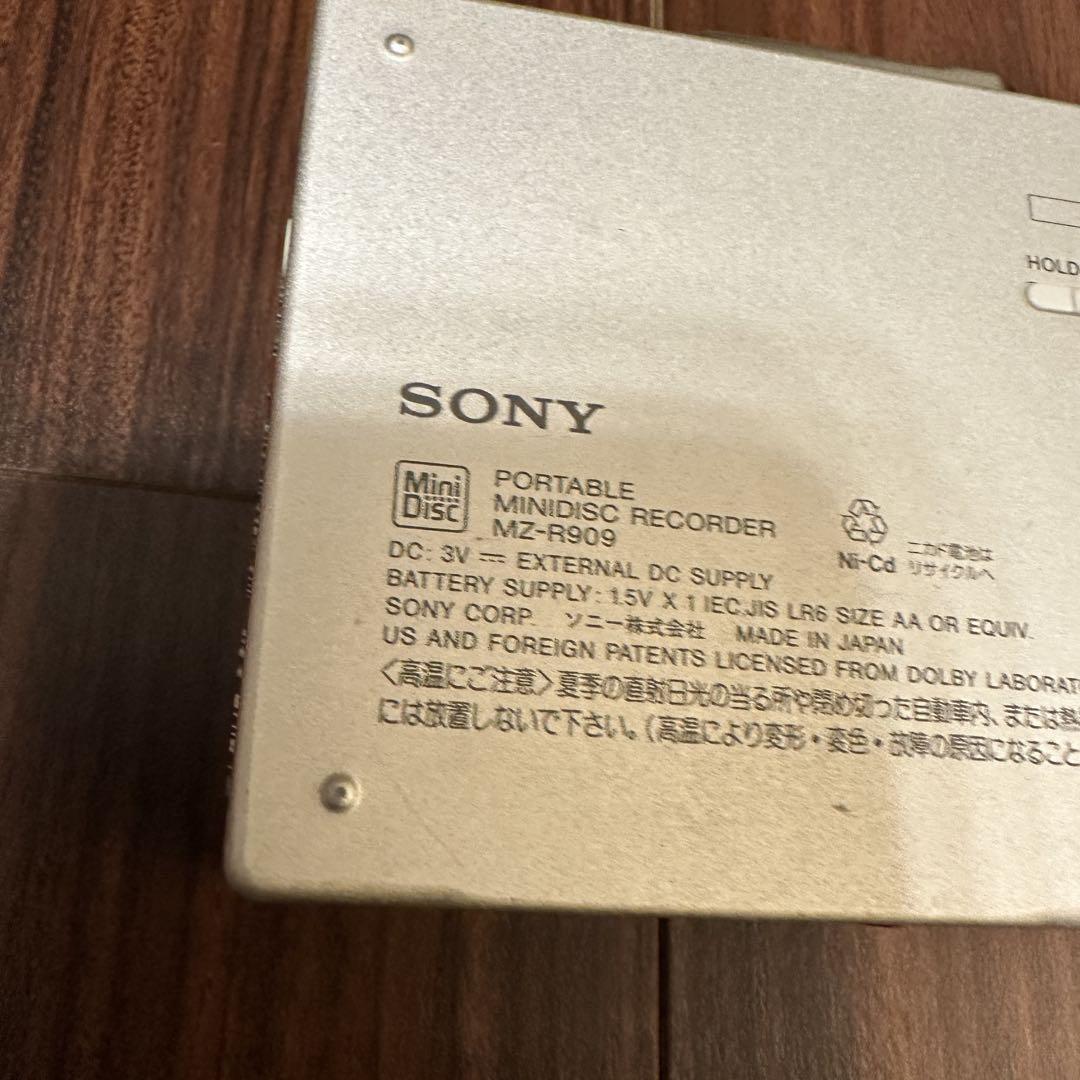 HOLD
SONY
Mini
Disc
PORTABLE
MINIDISC RECORDER
MZ-R909
Ni-Cd
ニカド電池は
リサイクルへ
DC: 3V ⎓ EXTERNAL DC SUPPLY
BATTERY SUPPLY: 1.5V X 1 IEC.JIS LR6 SIZE AA OR EQUIV.
SONY CORP. ソニー株式会社 MADE IN JAPAN
US AND FOREIGN PATENTS LICENSED FROM DOLBY LABORAT
〈高温にご注意〉夏季の直射日光の当る所や閉め切った自動車内、または熱
には放置しないで下さい。(高温により変形・変色・故障の原因になること